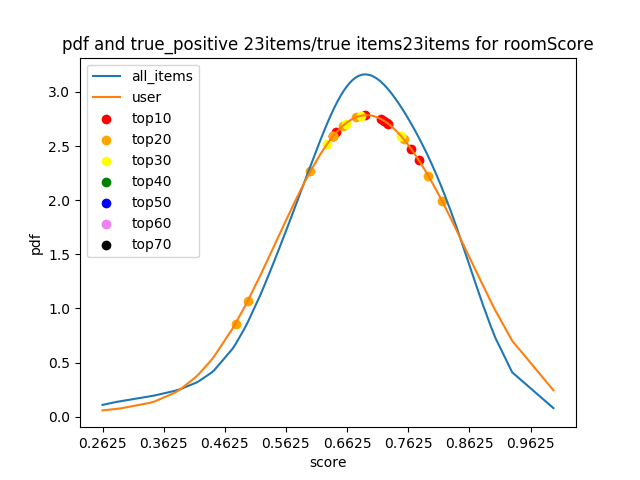 pdf and true_positive 23items/true items23items for roomScore
all_items
user
top10
top20
top30
top40
top50
top60
top70
pdf
3.0
2.5
2.0
1.5
1.0
0.5
0.0
0.2625 0.3625 0.4625 0.5625 0.6625 0.7625 0.8625 0.9625
score